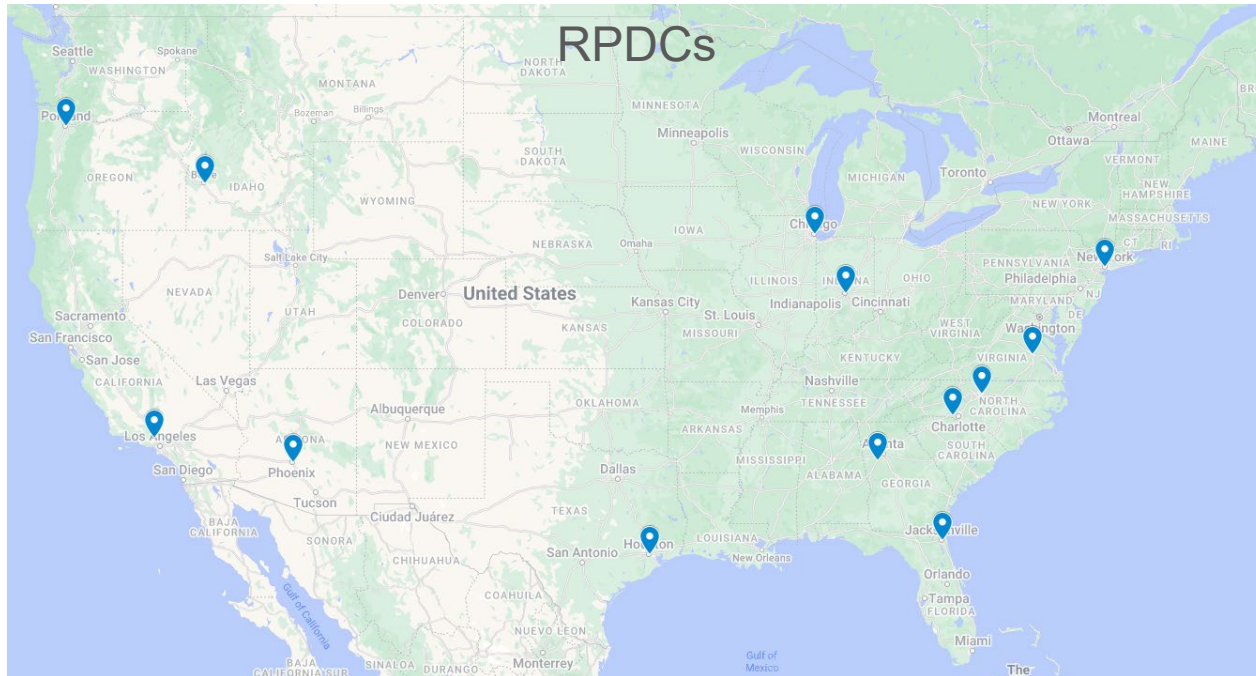 RPDCs
Seattle
Spokane
WASHINGTON
NORTH
DAKOTA
MONTANA
Portland
Bozeman
Billings
MINNESOTA
Minneapolis
Montreal
Ottawa
MAINE
OREGON
Boise
IDAHO
SOUTH
DAKOTA
WISCONSIN
MICHIGAN
Toronto
VERMONT
NEW
HAMPSHIRE
WYOMING
NEW YORK
MASSACHUSETTS
Chicago
IOWA
CT
RI
NEBRASKA
Omaha
Salt Lake City
PENNSYLVANIA
New York
NEVADA
UTAH
Denver
United States
ILLINOIS
INDIANA
OHIO
Philadelphia
Kansas City
Indianapolis
Cincinnati
MARYLAND
NJ
Sacramento
San Francisco
COLORADO
KANSAS
St. Louis
MISSOURI
WEST
VIRGINIA
Washington
DE
San Jose
KENTUCKY
VIRGINIA
CALIFORNIA
Las Vegas
Nashville
TENNESSEE
NORTH
CAROLINA
Albuquerque
OKLAHOMA
Memphis
Charlotte
Los Angeles
ARIZONA
NEW MEXICO
ARKANSAS
Atlanta
SOUTH
CAROLINA
San Diego
Phoenix
Dallas
MISSISSIPPI
ALABAMA
GEORGIA
Tucson
Ciudad Juárez
TEXAS
BAJA
CALIFORNIA
SONORA
Houston
LOUISIANA
Jacksonville
San Antonio
New Orleans
CHIHUAHUA
Orlando
Gulf of California
COAHUILA
Tampa
FLORIDA
NUEVO LEON
Miami
BAJA
CALIFORNIA SUR
SINALOA
DURANGO
Monterrey
Gulf of
Mexico
The